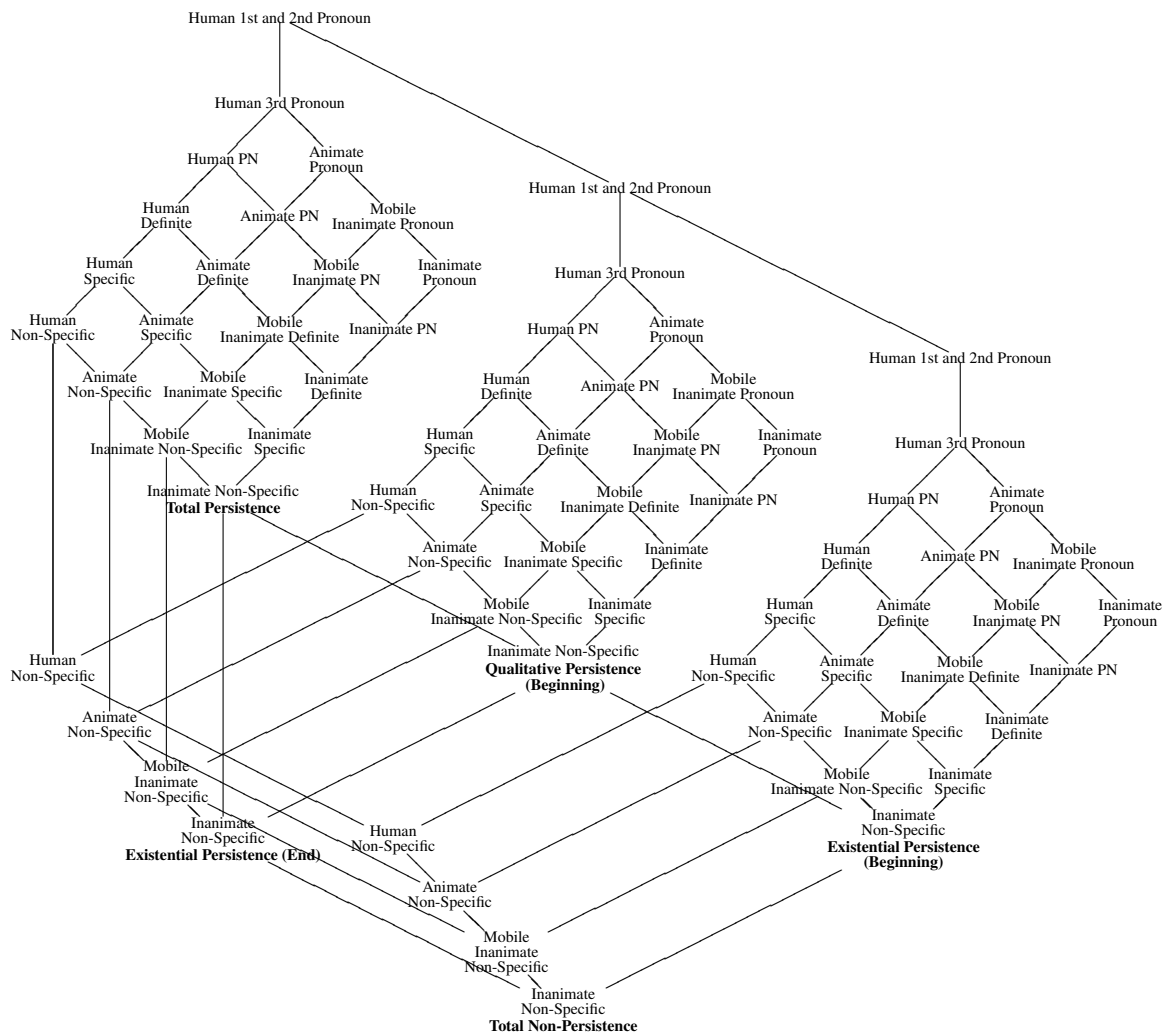 Human 1st and 2nd Pronoun
Human 3rd Pronoun
Human PN
Animate
Pronoun
Human
Definite
Animate PN
Mobile
Inanimate Pronoun
Human
Specific
Animate
Definite
Mobile
Inanimate PN
Inanimate
Pronoun
Human
Non-Specific
Animate
Specific
Mobile
Inanimate Definite
Inanimate PN
Animate
Non-Specific
Mobile
Inanimate Specific
Inanimate
Definite
Mobile
Inanimate Non-Specific
Inanimate
Specific
Inanimate Non-Specific
Total Persistence
Human 1st and 2nd Pronoun
Human 3rd Pronoun
Human PN
Animate
Pronoun
Human
Definite
Animate PN
Mobile
Inanimate Pronoun
Human
Specific
Animate
Definite
Mobile
Inanimate PN
Inanimate
Pronoun
Human
Non-Specific
Animate
Specific
Mobile
Inanimate Definite
Inanimate PN
Animate
Non-Specific
Mobile
Inanimate Specific
Inanimate
Definite
Mobile
Inanimate Non-Specific
Inanimate
Specific
Inanimate Non-Specific
Qualitative Persistence
(Beginning)
Human 1st and 2nd Pronoun
Human 3rd Pronoun
Human PN
Animate
Pronoun
Human
Definite
Animate PN
Mobile
Inanimate Pronoun
Human
Specific
Animate
Definite
Mobile
Inanimate PN
Inanimate
Pronoun
Human
Non-Specific
Animate
Specific
Mobile
Inanimate Definite
Inanimate PN
Animate
Non-Specific
Mobile
Inanimate Specific
Inanimate
Definite
Mobile
Inanimate Non-Specific
Inanimate
Specific
Inanimate
Non-Specific
Existential Persistence
(Beginning)
Human
Non-Specific
Animate
Non-Specific
Mobile
Inanimate
Non-Specific
Inanimate
Non-Specific
Existential Persistence (End)
Human
Non-Specific
Animate
Non-Specific
Mobile
Inanimate
Non-Specific
Inanimate
Non-Specific
Total Non-Persistence